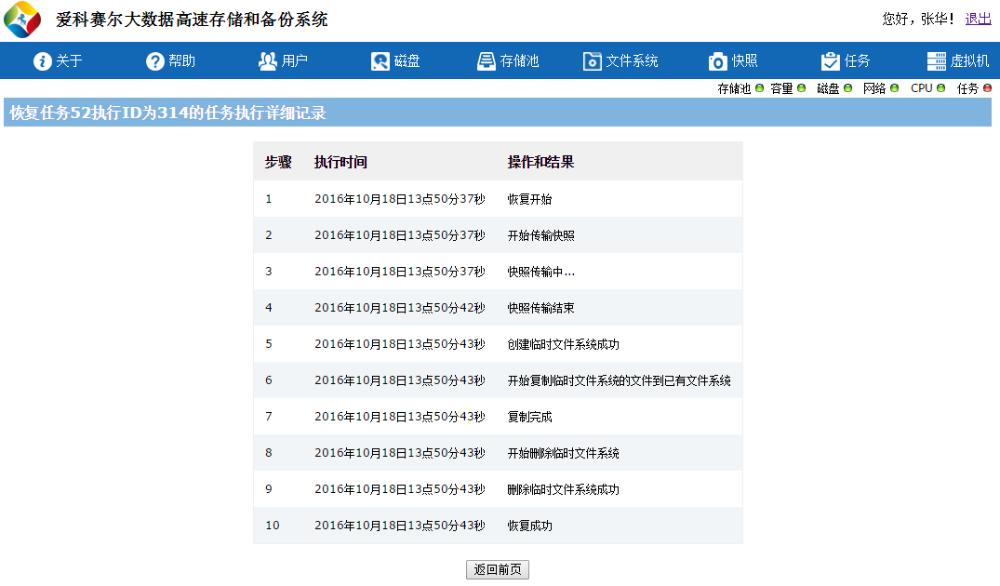 爱科赛尔大数据高速存储和备份系统
您好，张华！ 退出
关于 帮助 用户 磁盘 存储池 文件系统 快照 任务 虚拟机
存储池 容量 磁盘 网络 CPU 任务
恢复任务52执行ID为314的任务执行详细记录
步骤 执行时间 操作和结果
1 2016年10月18日13点50分37秒 恢复开始
2 2016年10月18日13点50分37秒 开始传输快照
3 2016年10月18日13点50分37秒 快照传输中...
4 2016年10月18日13点50分42秒 快照传输结束
5 2016年10月18日13点50分43秒 创建临时文件系统成功
6 2016年10月18日13点50分43秒 开始复制临时文件系统的文件到已有文件系统
7 2016年10月18日13点50分43秒 复制完成
8 2016年10月18日13点50分43秒 开始删除临时文件系统
9 2016年10月18日13点50分43秒 删除临时文件系统成功
10 2016年10月18日13点50分43秒 恢复成功
返回前页